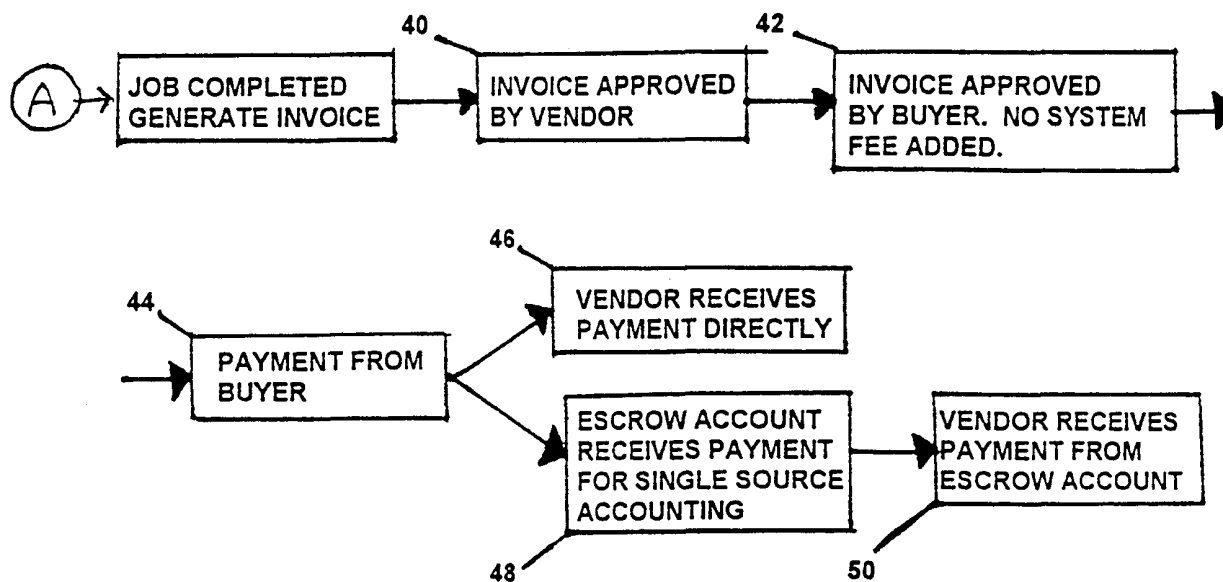 40
42
A
JOB COMPLETED
GENERATE INVOICE
INVOICE APPROVED
BY VENDOR
INVOICE APPROVED
BY BUYER. NO SYSTEM
FEE ADDED.
44
PAYMENT FROM
BUYER
46
VENDOR RECEIVES
PAYMENT DIRECTLY
ESCROW ACCOUNT
RECEIVES PAYMENT
FOR SINGLE SOURCE
ACCOUNTING
48
VENDOR RECEIVES
PAYMENT FROM
ESCROW ACCOUNT
50